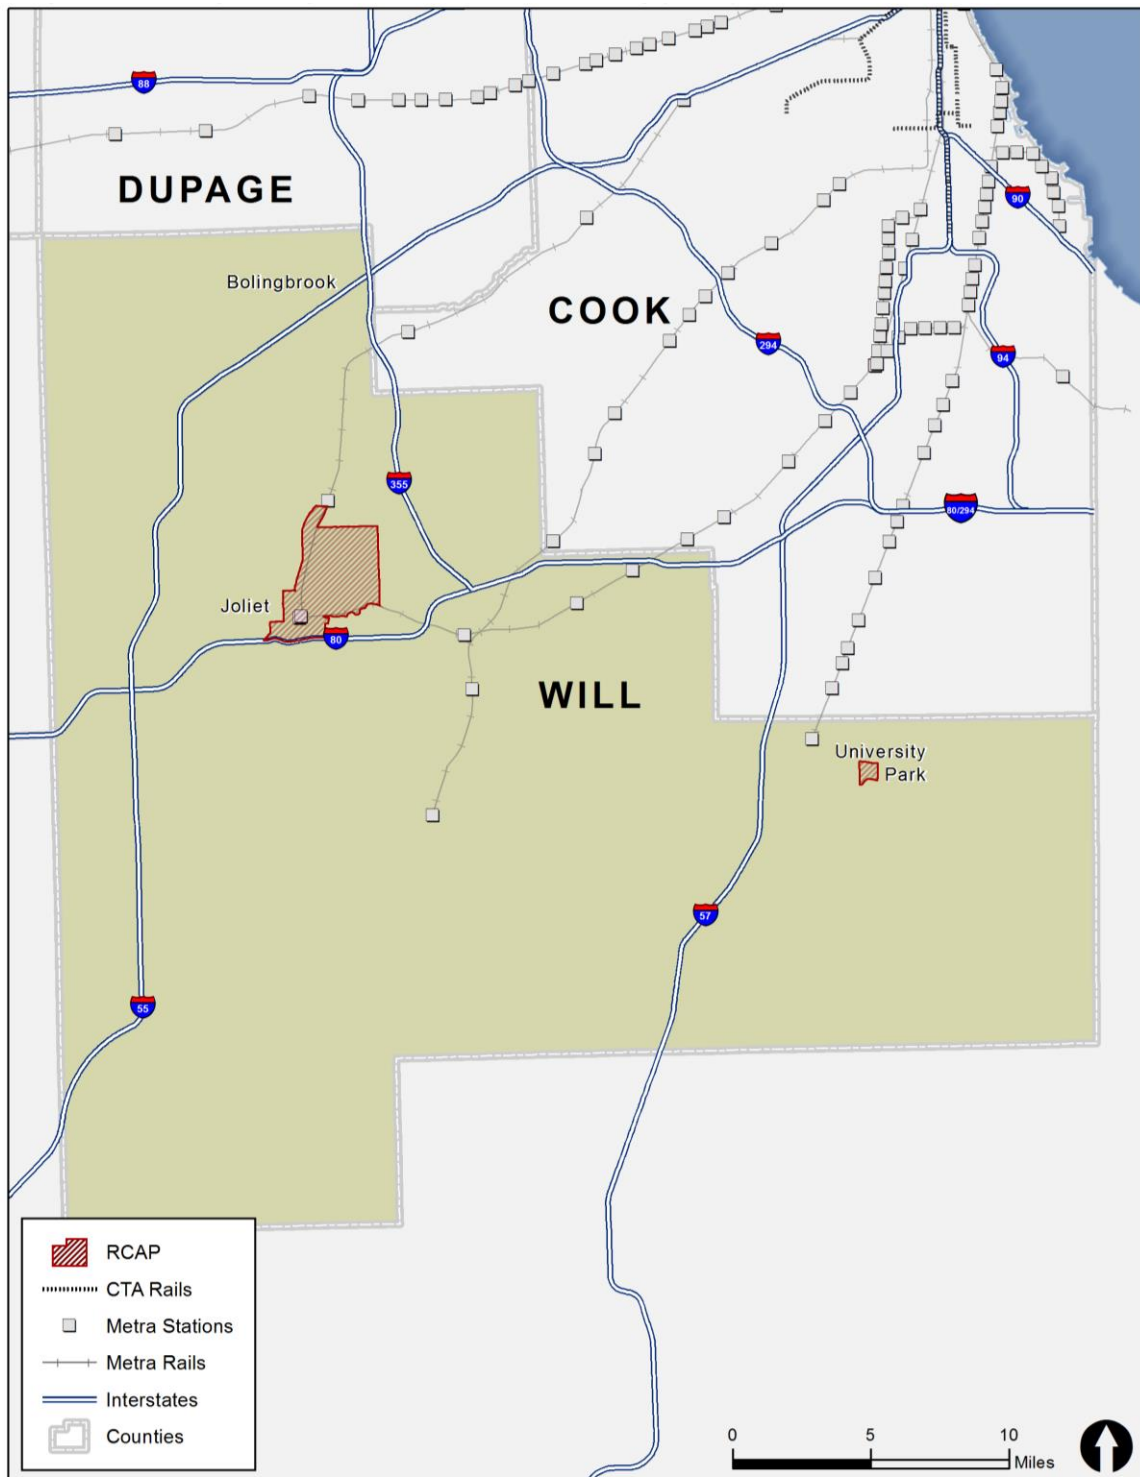 88
DUPAGE
90
Bolingbrook
COOK
294
94
355
80/294
Joliet
80
WILL
University
Park
57
55
RCAP
CTA Rails
Metra Stations
Metra Rails
Interstates
Counties
0 5 10
Miles